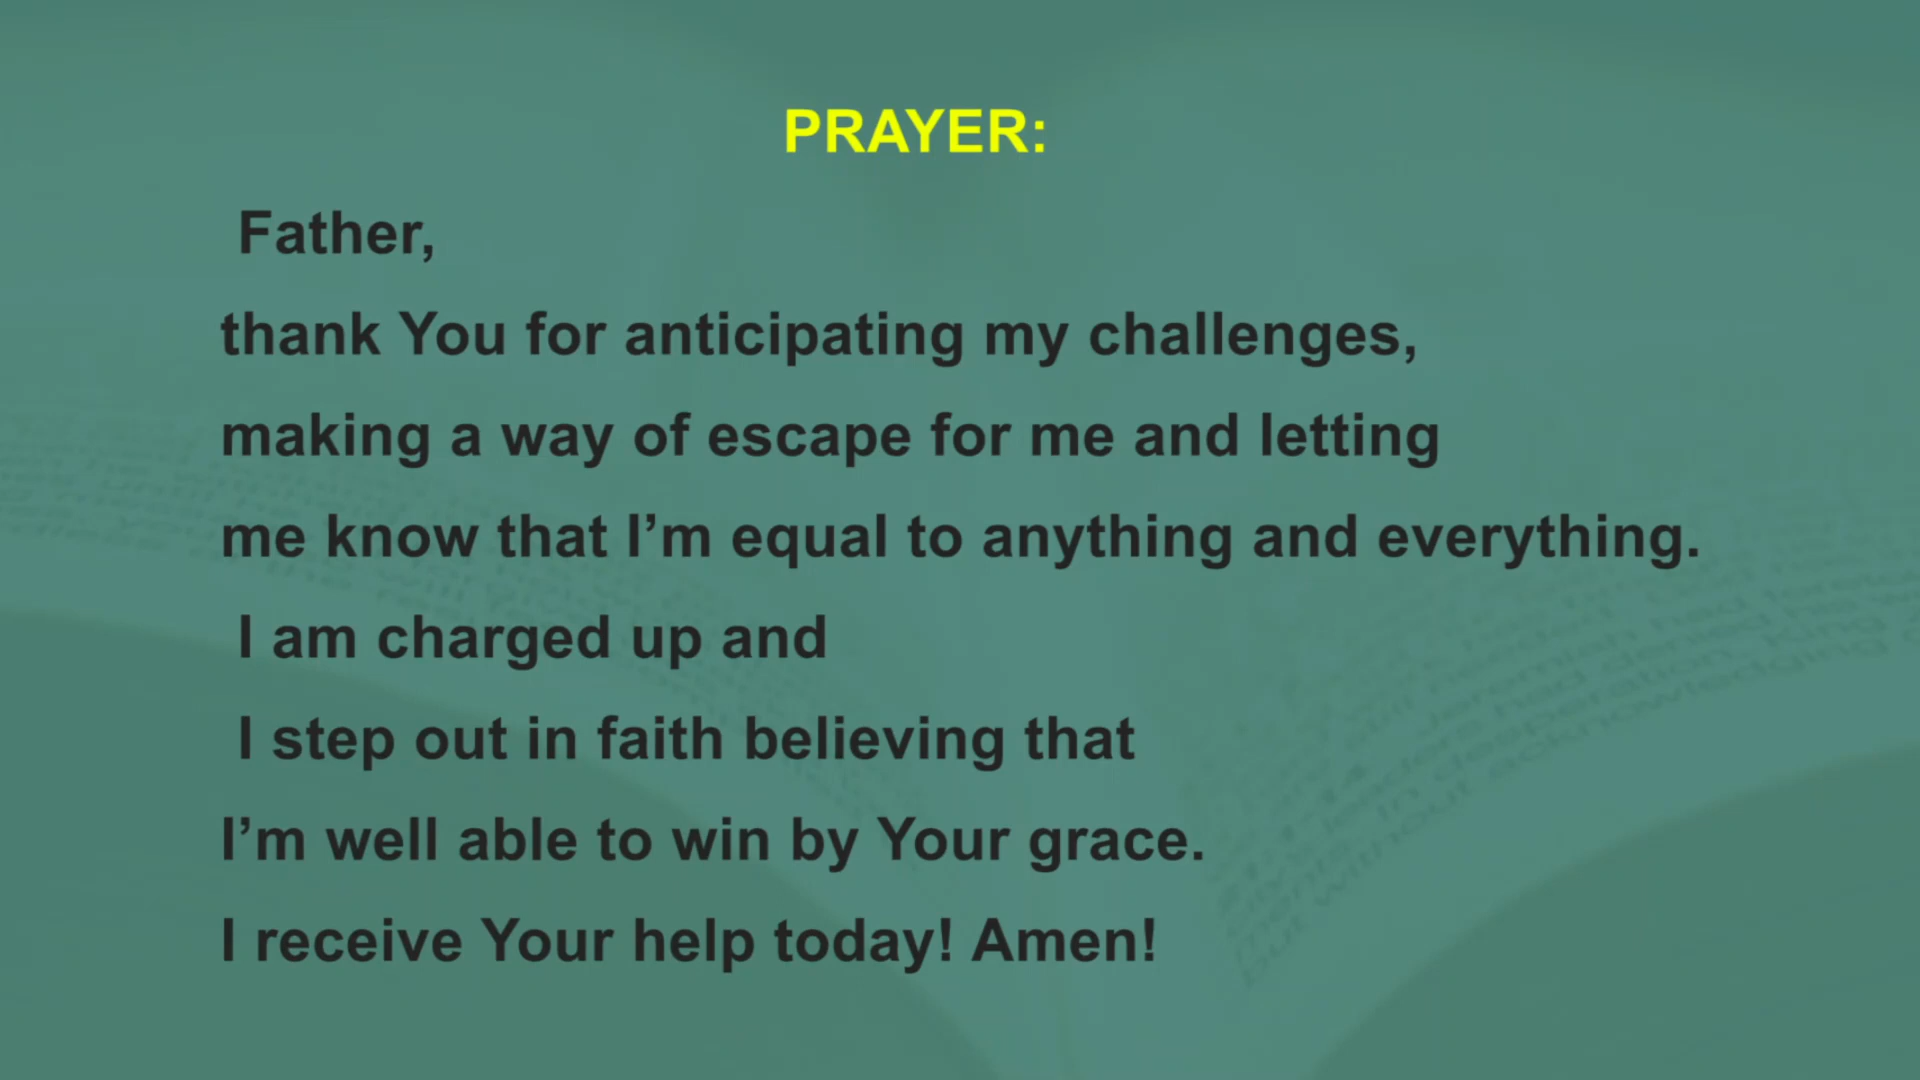 PRAYER:
Father,
thank You for anticipating my challenges,
making a way of escape for me and letting
me know that I’m equal to anything and everything.
I am charged up and
I step out in faith believing that
I’m well able to win by Your grace.
I receive Your help today! Amen!